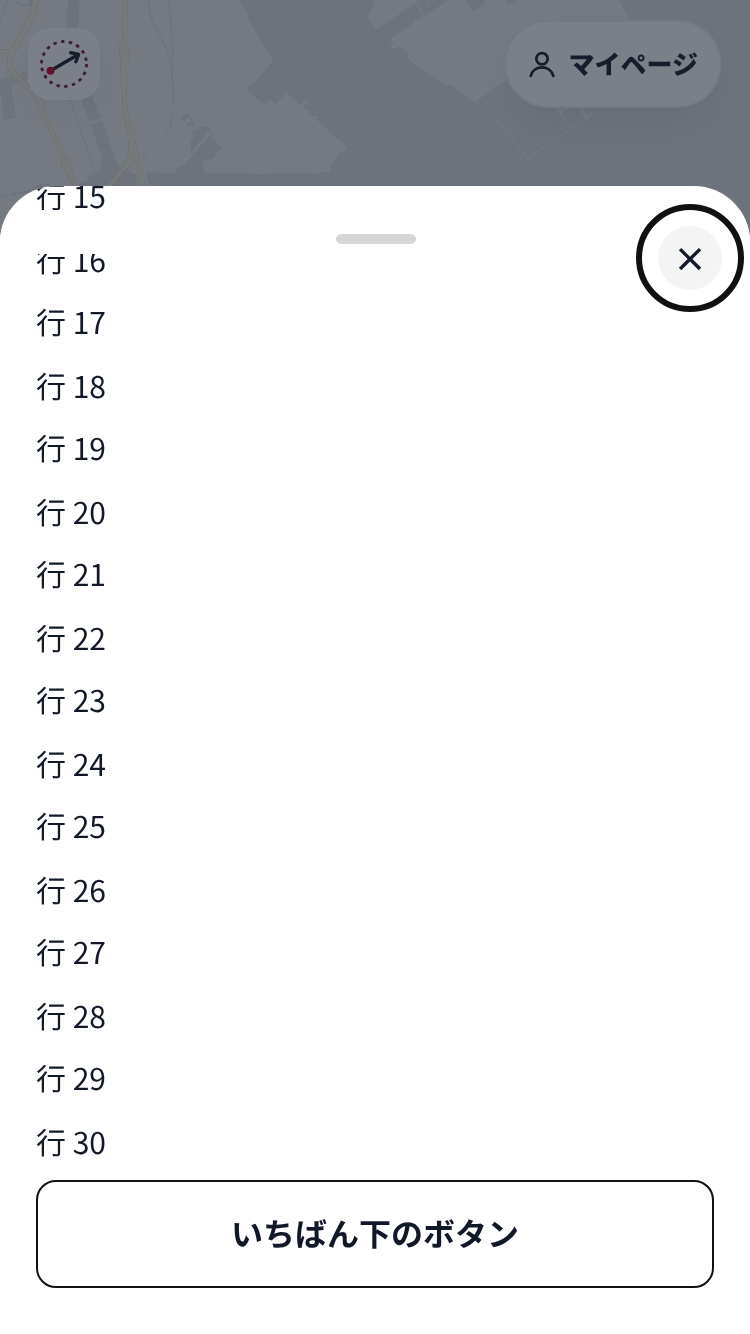 マイページ
行 15
行 16
行 17
行 18
行 19
行 20
行 21
行 22
行 23
行 24
行 25
行 26
行 27
行 28
行 29
行 30
いちばん下のボタン